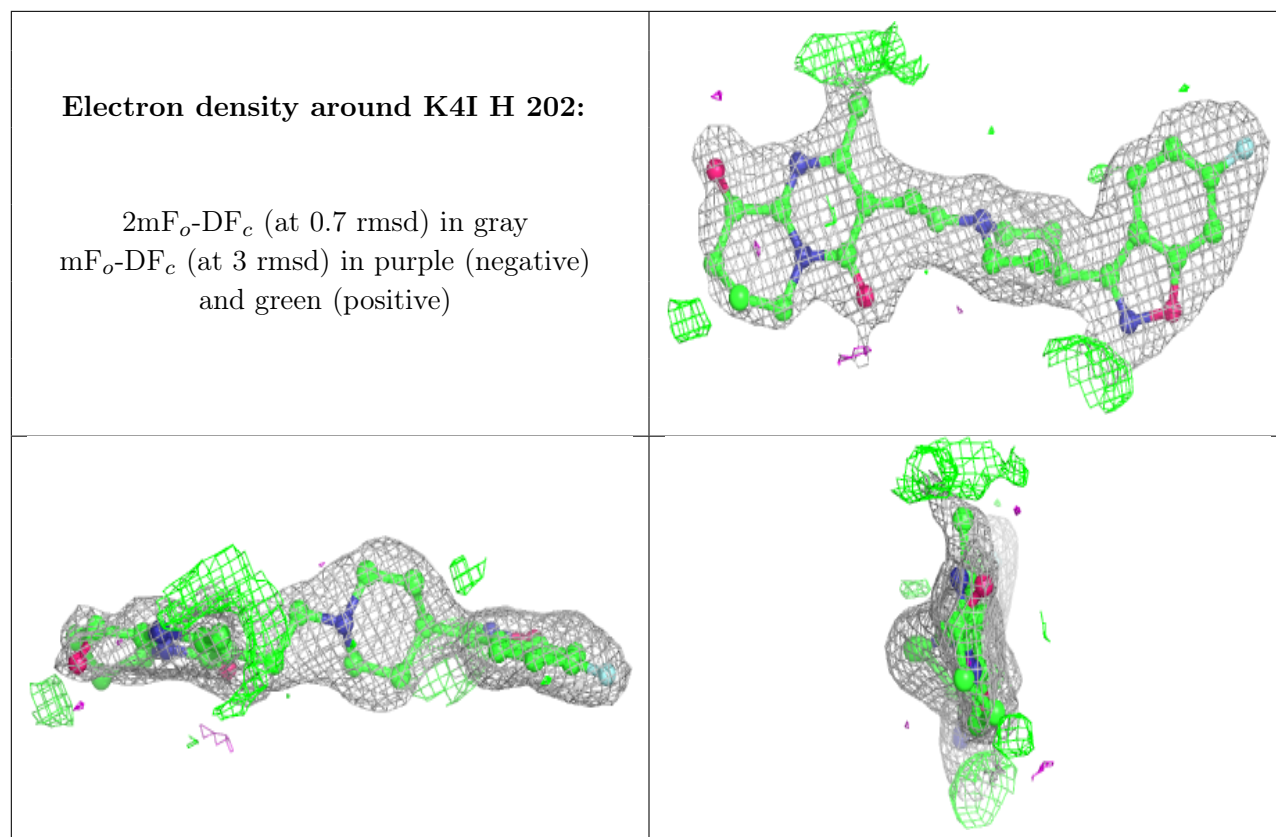 Electron density around K4I H 202:
2mFₒ-DF𝒸 (at 0.7 rmsd) in gray
mFₒ-DF𝒸 (at 3 rmsd) in purple (negative)
and green (positive)